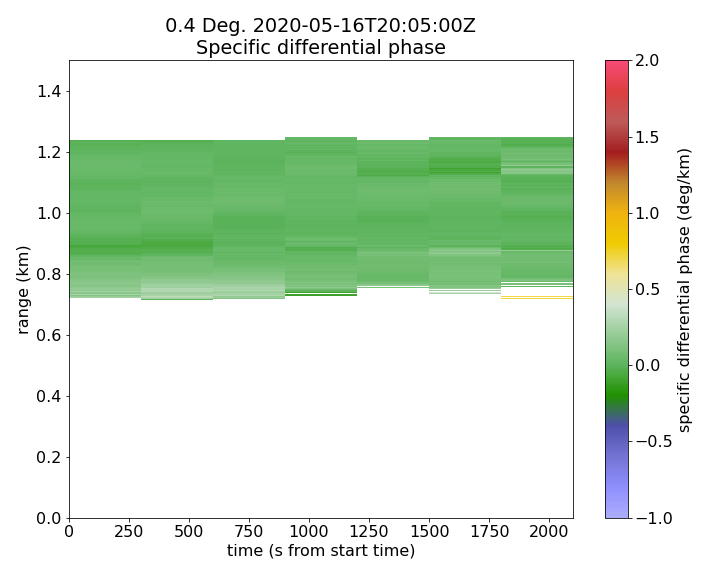 0.4 Deg. 2020-05-16T20:05:00Z
Specific differential phase
range (km)
1.4
1.2
1.0
0.8
0.6
0.4
0.2
0.0
0 250 500 750 1000 1250 1500 1750 2000
time (s from start time)
2.0
1.5
1.0
0.5
0.0
−0.5
−1.0
specific differential phase (deg/km)